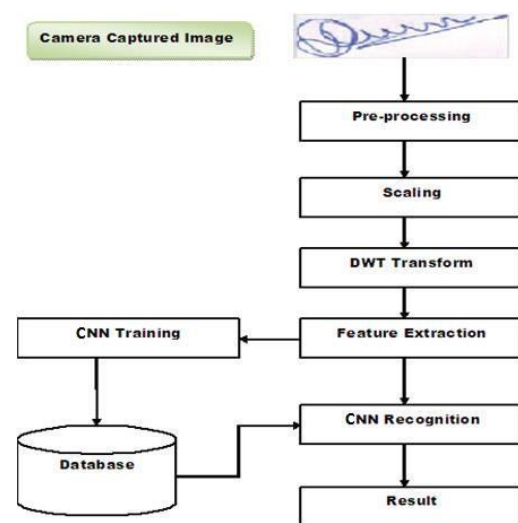 Camera Captured Image
Pre-processing
Scaling
DWT Transform
CNN Training
Feature Extraction
CNN Recognition
Database
Result